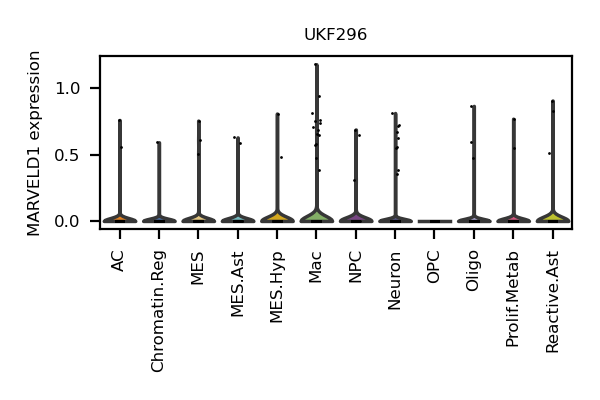 UKF296
MARVELD1 expression
1.0
0.5
0.0
AC
Chromatin.Reg
MES
MES.Ast
MES.Hyp
Mac
NPC
Neuron
OPC
Oligo
Prolif.Metab
Reactive.Ast